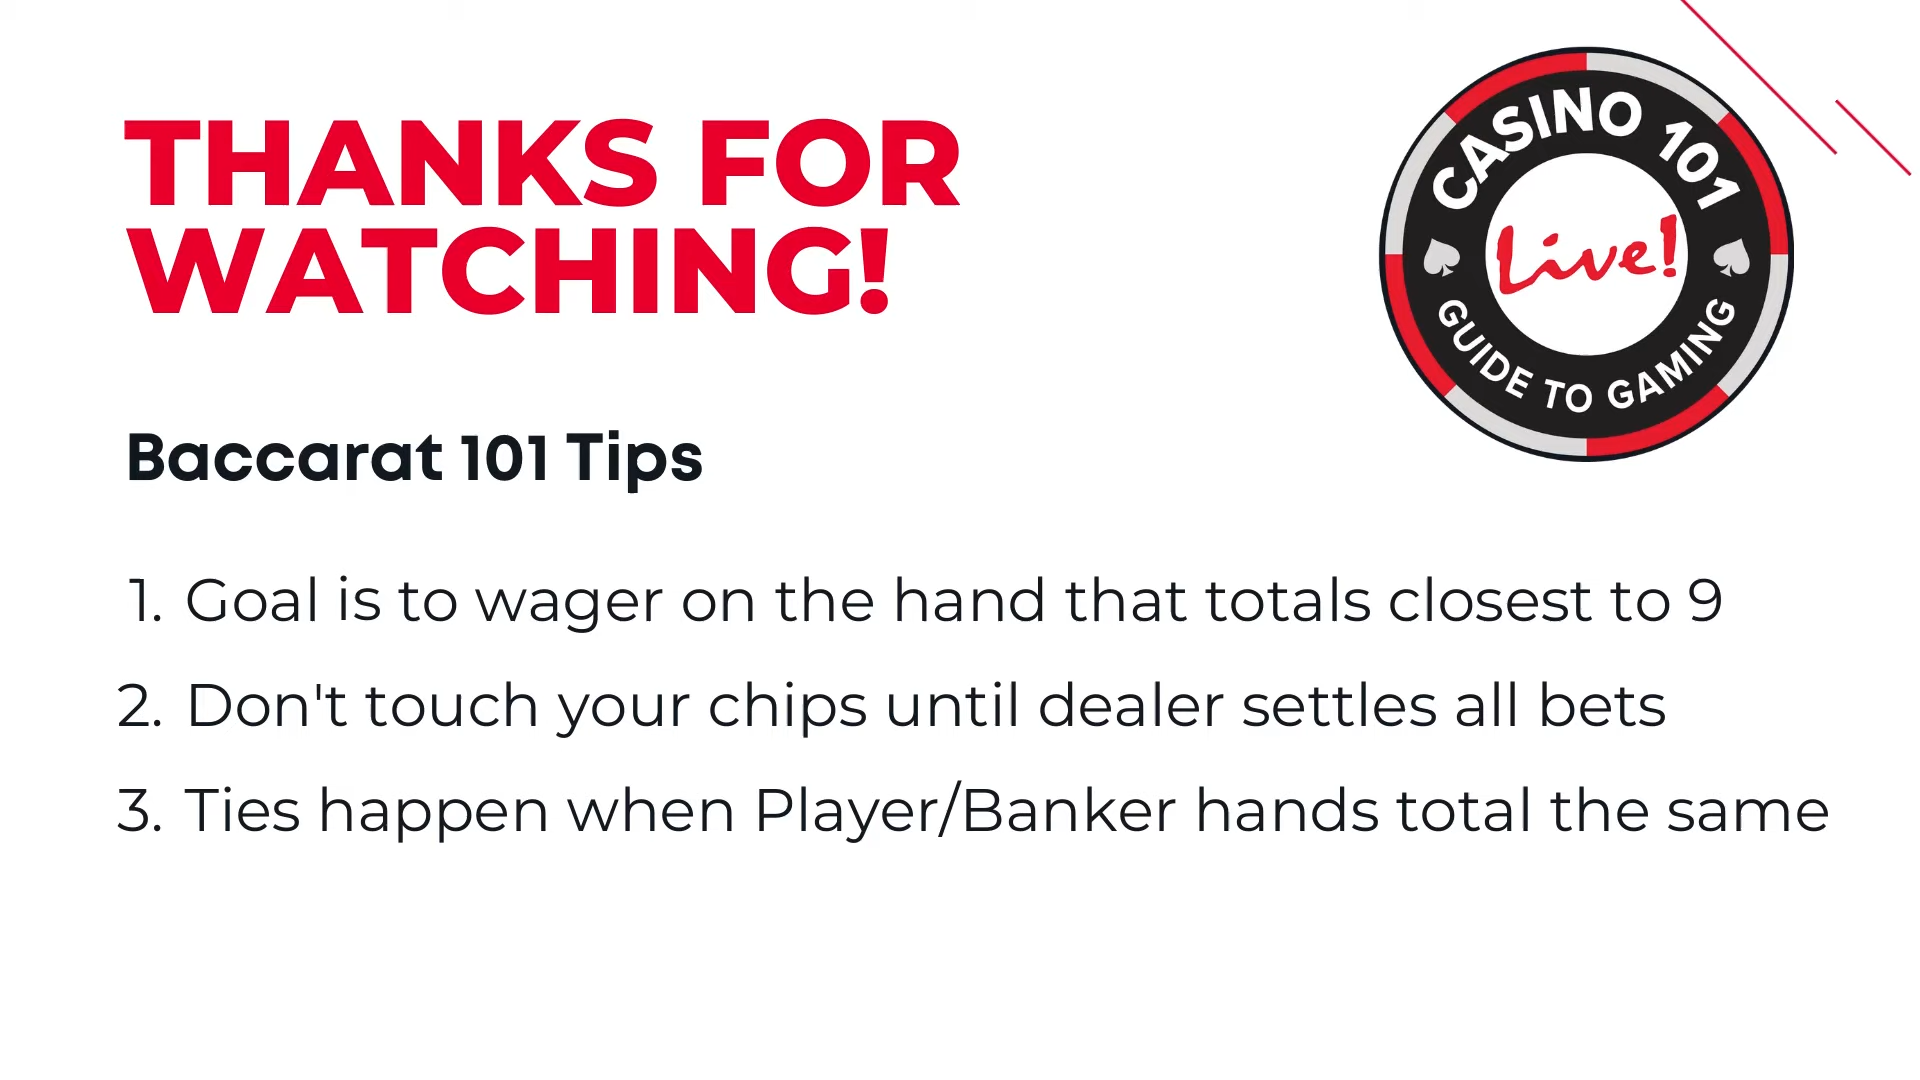 THANKS FOR
WATCHING!
CASINO 101
Live!
GUIDE TO GAMING
Baccarat 101 Tips
1. Goal is to wager on the hand that totals closest to 9
2. Don't touch your chips until dealer settles all bets
3. Ties happen when Player/Banker hands total the same